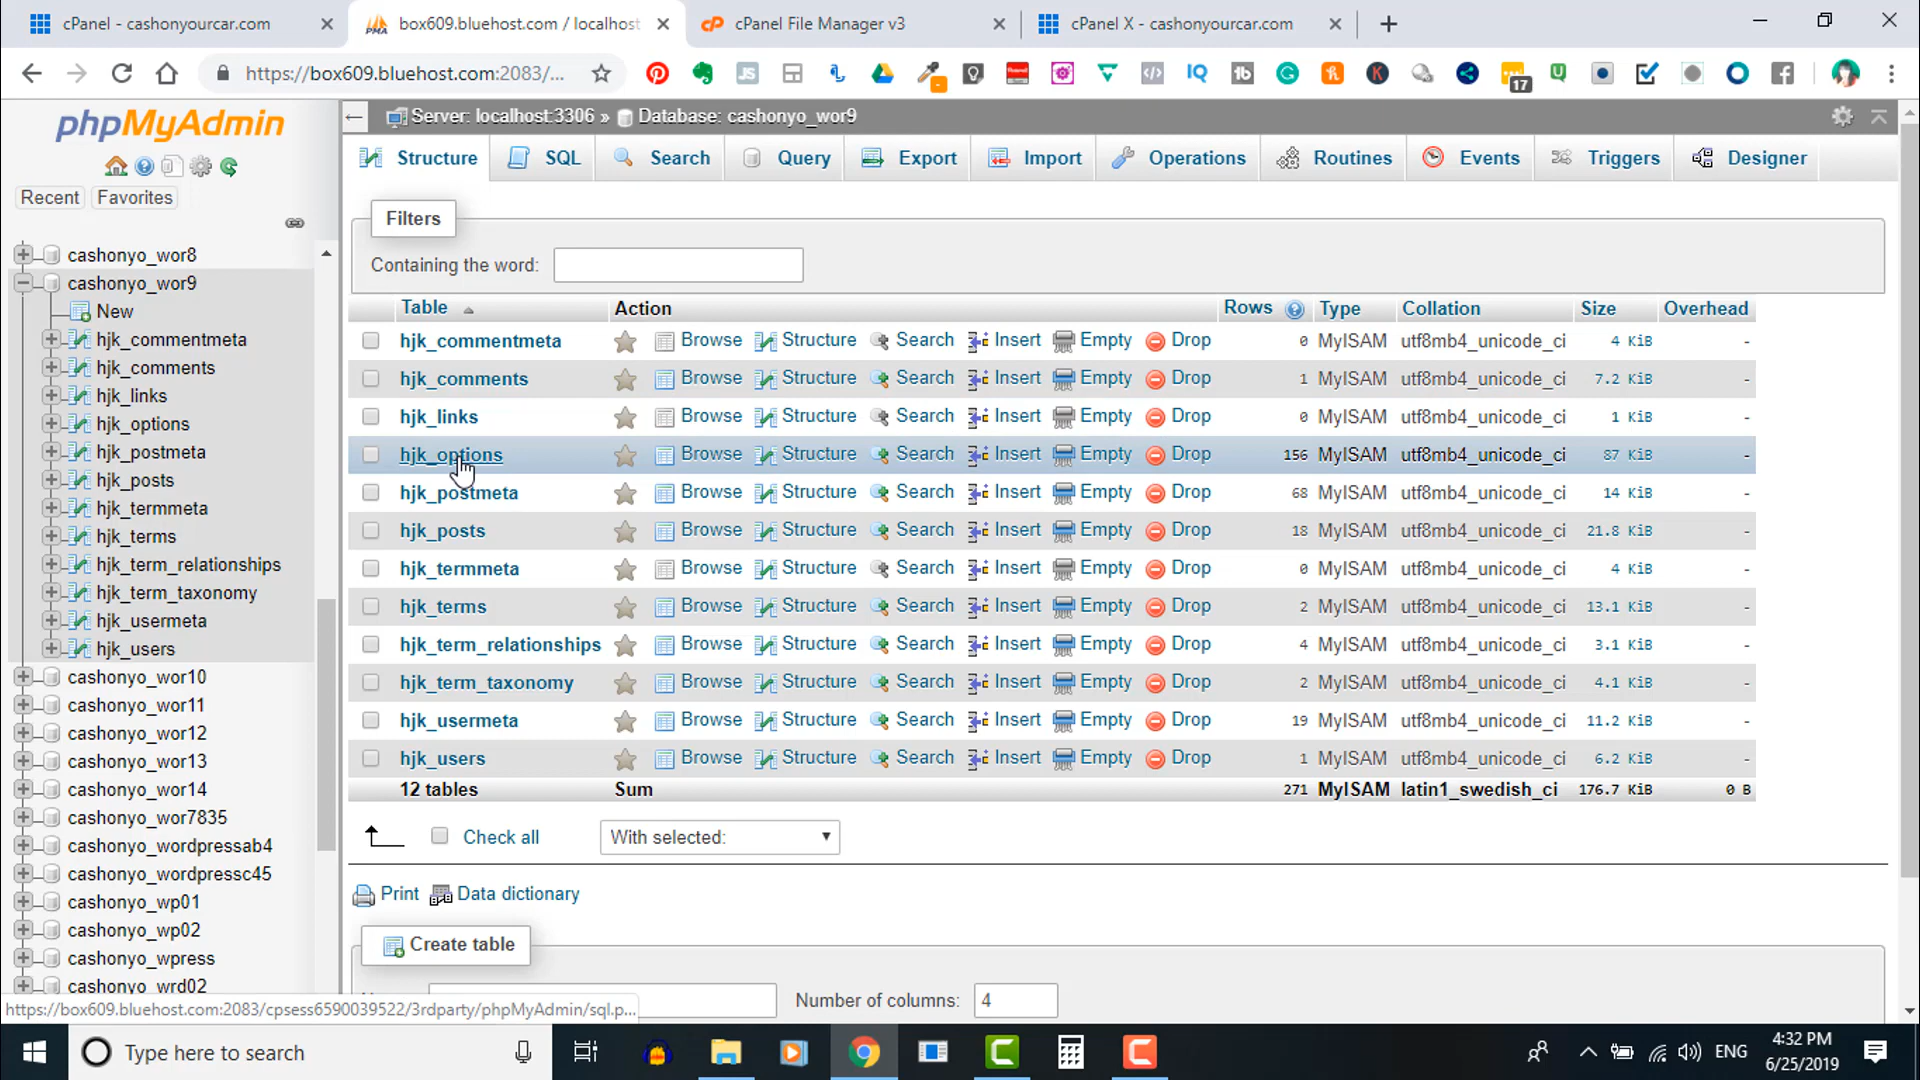 cPanel - cashonyourcar.com
box609.bluehost.com / localhost
cPanel File Manager v3
cPanel X - cashonyourcar.com
https://box609.bluehost.com:2083/...
17
phpMyAdmin
Recent
Favorites
cashonyo_wor8
cashonyo_wor9
New
hjk_commentmeta
hjk_comments
hjk_links
hjk_options
hjk_postmeta
hjk_posts
hjk_termmeta
hjk_terms
hjk_term_relationships
hjk_term_taxonomy
hjk_usermeta
hjk_users
cashonyo_wor10
cashonyo_wor11
cashonyo_wor12
cashonyo_wor13
cashonyo_wor14
cashonyo_wor7835
cashonyo_wordpressab4
cashonyo_wordpressc45
cashonyo_wp01
cashonyo_wp02
cashonyo_wpress
cashonyo_wrd02
Server: localhost:3306 » Database: cashonyo_wor9
Structure SQL Search Query Export Import Operations Routines Events Triggers Designer
Filters
Containing the word:
Table Action Rows Type Collation Size Overhead
hjk_commentmeta Browse Structure Search Insert Empty Drop 0 MyISAM utf8mb4_unicode_ci 4 KiB -
hjk_comments Browse Structure Search Insert Empty Drop 1 MyISAM utf8mb4_unicode_ci 7.2 KiB -
hjk_links Browse Structure Search Insert Empty Drop 0 MyISAM utf8mb4_unicode_ci 1 KiB -
hjk_options Browse Structure Search Insert Empty Drop 156 MyISAM utf8mb4_unicode_ci 87 KiB -
hjk_postmeta Browse Structure Search Insert Empty Drop 68 MyISAM utf8mb4_unicode_ci 14 KiB -
hjk_posts Browse Structure Search Insert Empty Drop 18 MyISAM utf8mb4_unicode_ci 21.8 KiB -
hjk_termmeta Browse Structure Search Insert Empty Drop 0 MyISAM utf8mb4_unicode_ci 4 KiB -
hjk_terms Browse Structure Search Insert Empty Drop 2 MyISAM utf8mb4_unicode_ci 13.1 KiB -
hjk_term_relationships Browse Structure Search Insert Empty Drop 4 MyISAM utf8mb4_unicode_ci 3.1 KiB -
hjk_term_taxonomy Browse Structure Search Insert Empty Drop 2 MyISAM utf8mb4_unicode_ci 4.1 KiB -
hjk_usermeta Browse Structure Search Insert Empty Drop 19 MyISAM utf8mb4_unicode_ci 11.2 KiB -
hjk_users Browse Structure Search Insert Empty Drop 1 MyISAM utf8mb4_unicode_ci 6.2 KiB -
12 tables Sum 271 MyISAM latin1_swedish_ci 176.7 KiB 0 B
Check all With selected:
Print Data dictionary
Create table
Number of columns: 4
https://box609.bluehost.com:2083/cpsess6590039522/3rdparty/phpMyAdmin/sql.p...
Type here to search
ENG
4:32 PM
6/25/2019